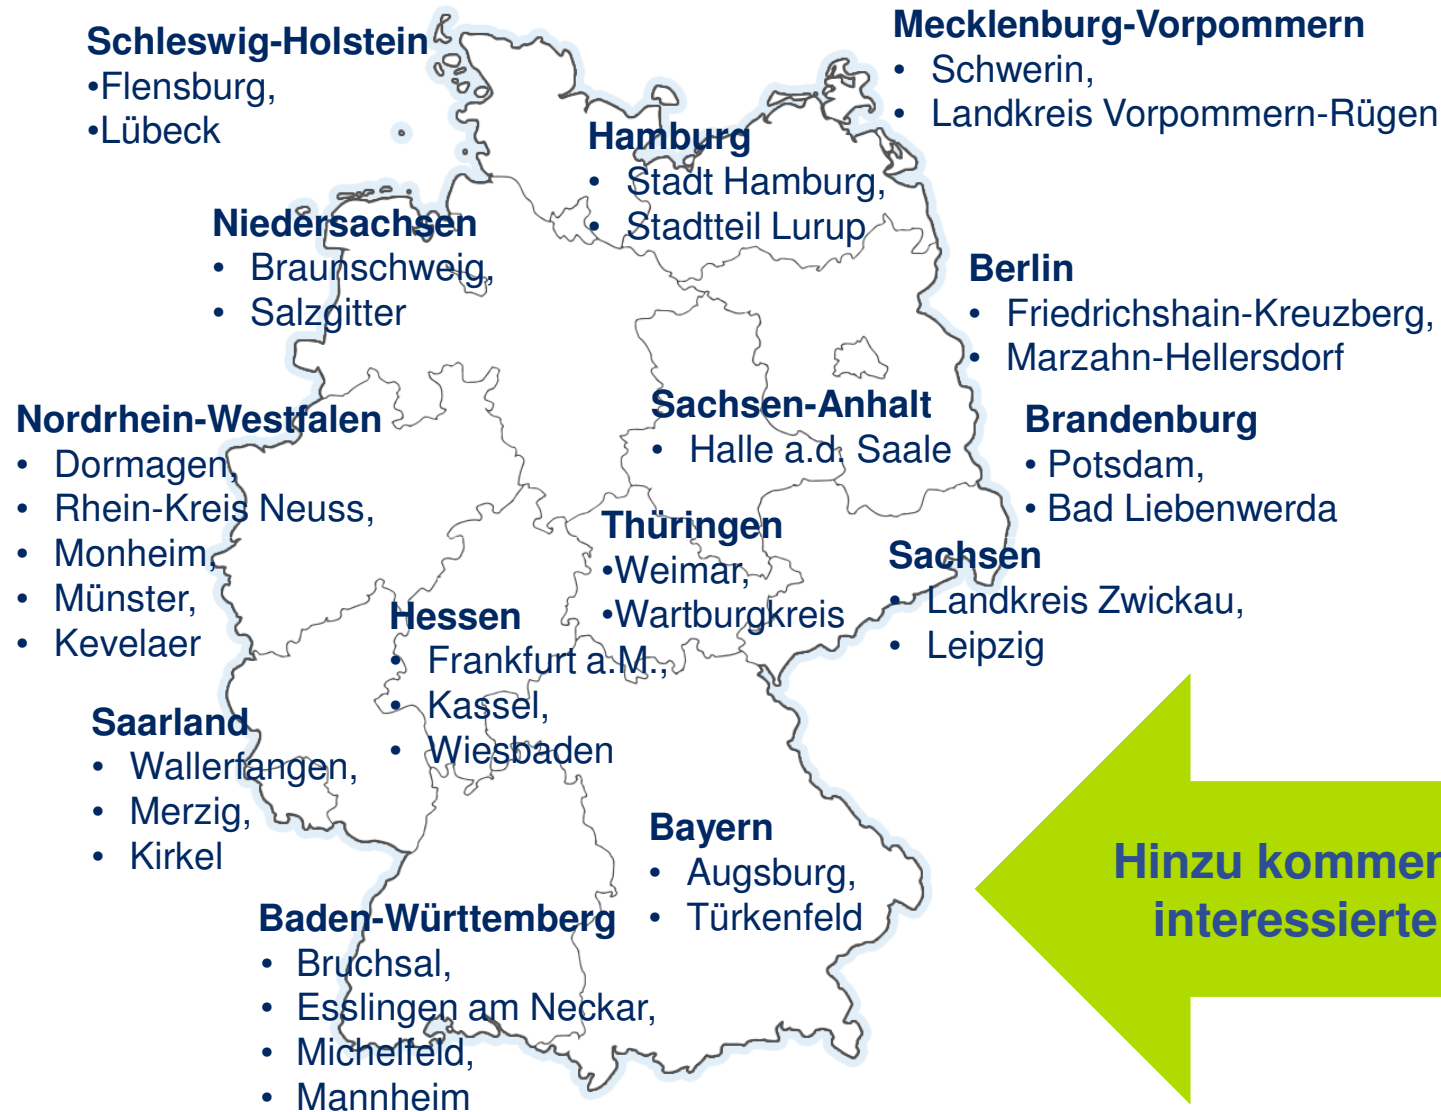 Schleswig-Holstein
•Flensburg,
•Lübeck
Mecklenburg-Vorpommern
• Schwerin,
• Landkreis Vorpommern-Rügen
Hamburg
• Stadt Hamburg,
• Stadtteil Lurup
Niedersachsen
• Braunschweig,
• Salzgitter
Berlin
• Friedrichshain-Kreuzberg,
• Marzahn-Hellersdorf
Nordrhein-Westfalen
• Dormagen,
• Rhein-Kreis Neuss,
• Monheim,
• Münster,
• Kevelaer
Sachsen-Anhalt
• Halle a.d. Saale
Brandenburg
• Potsdam,
• Bad Liebenwerda
Thüringen
•Weimar,
•Wartburgkreis
Sachsen
• Landkreis Zwickau,
• Leipzig
Hessen
• Frankfurt a.M.,
• Kassel,
• Wiesbaden
Saarland
• Wallerfangen,
• Merzig,
• Kirkel
Bayern
• Augsburg,
• Türkenfeld
Baden-Württemberg
• Bruchsal,
• Esslingen am Neckar,
• Michelfeld,
• Mannheim
Hinzu kommen
interessierte